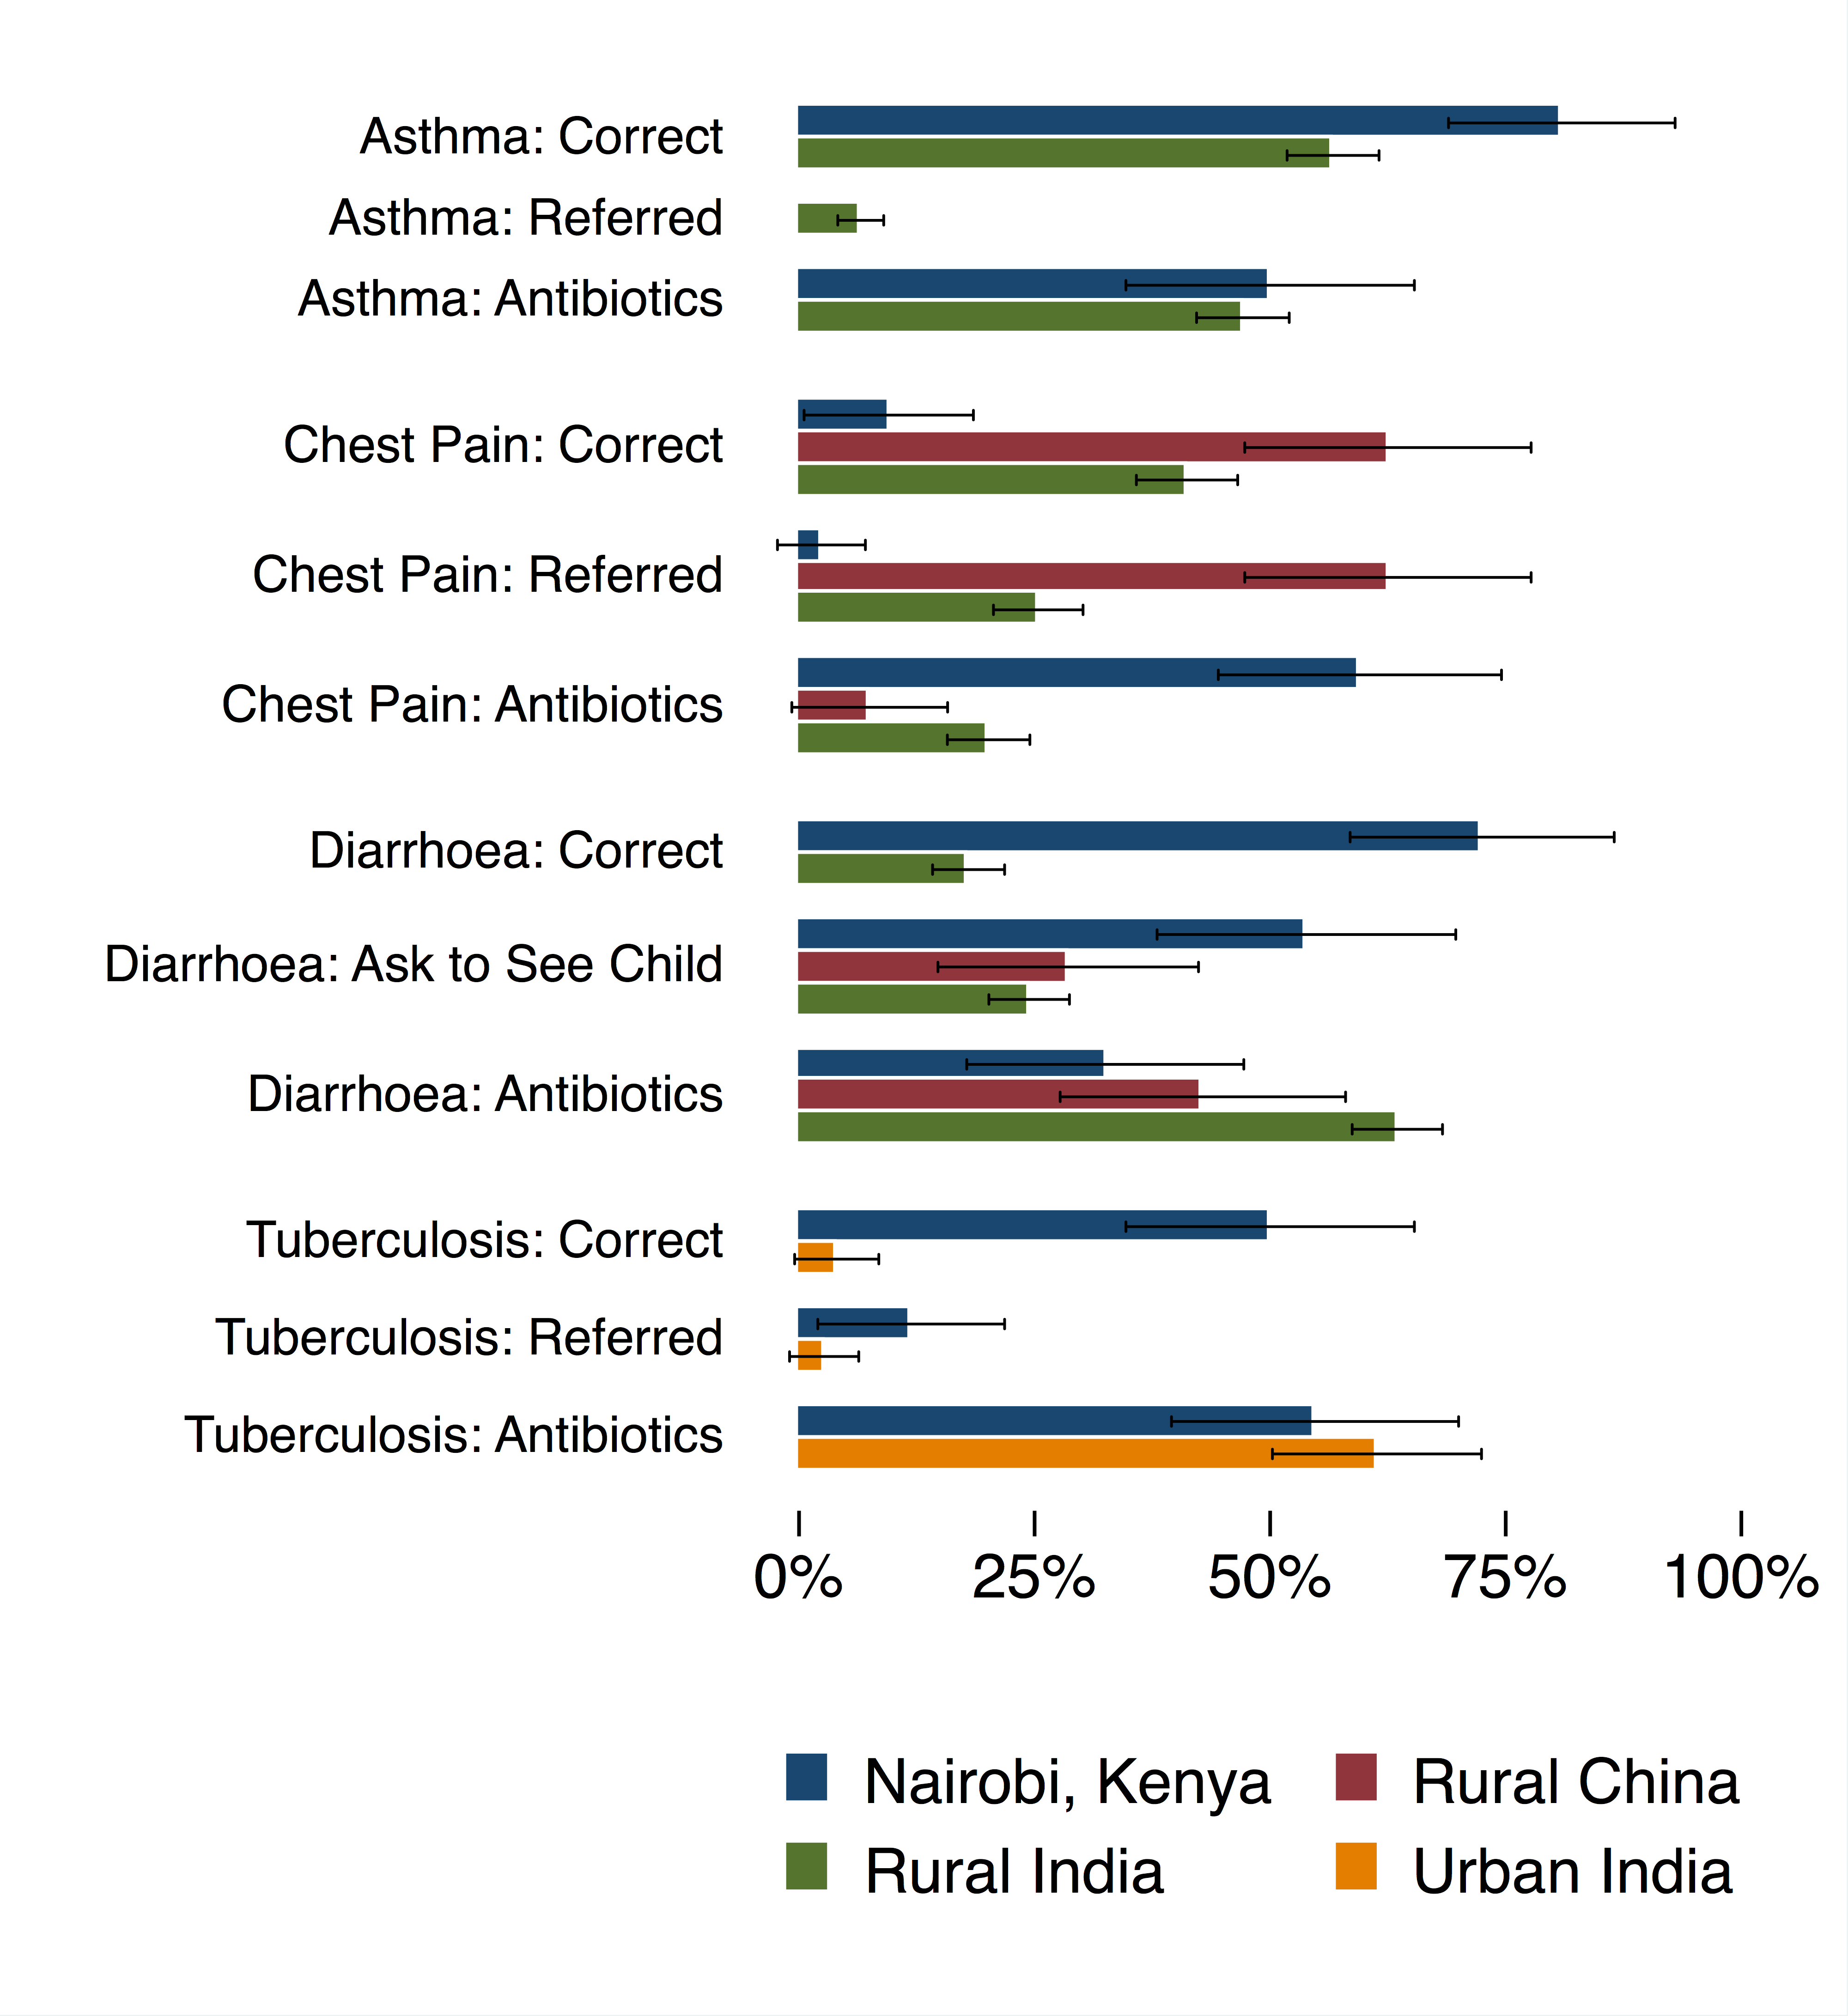 Asthma: Correct
Asthma: Referred
Asthma: Antibiotics
Chest Pain: Correct
Chest Pain: Referred
Chest Pain: Antibiotics
Diarrhoea: Correct
Diarrhoea: Ask to See Child
Diarrhoea: Antibiotics
Tuberculosis: Correct
Tuberculosis: Referred
Tuberculosis: Antibiotics
0% 25% 50% 75% 100%
Nairobi, Kenya Rural China
Rural India Urban India